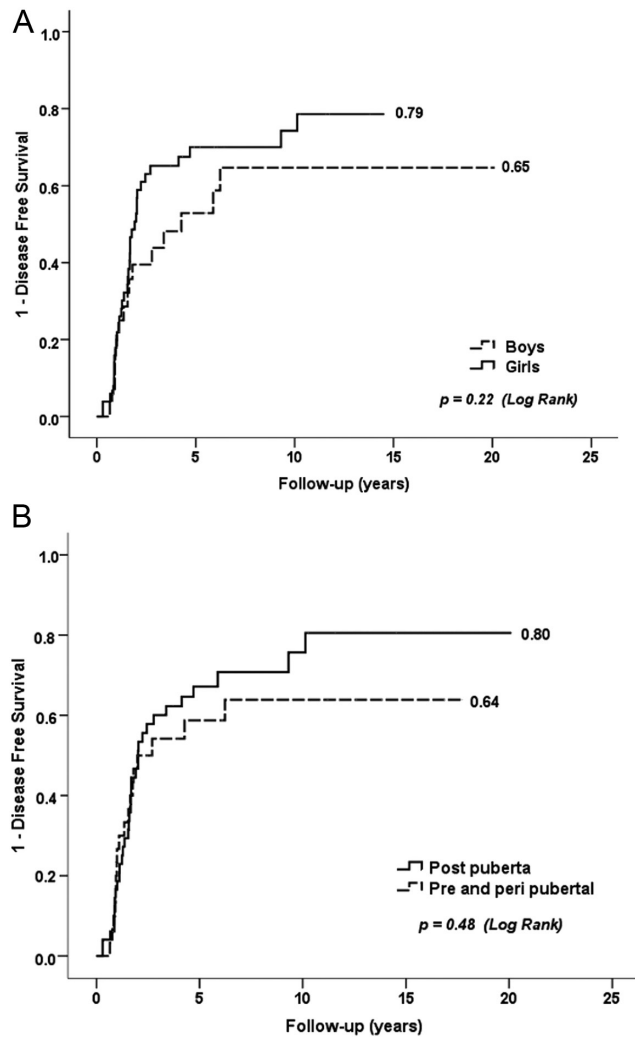 A
1.0
0.8
0.6
0.4
0.2
0.0
1 - Disease Free Survival
0.79
0.65
Boys
Girls
p = 0.22 (Log Rank)
0 5 10 15 20 25
Follow-up (years)
B
1.0
0.8
0.6
0.4
0.2
0.0
1 - Disease Free Survival
0.80
0.64
Post puberta
Pre and peri pubertal
p = 0.48 (Log Rank)
0 5 10 15 20 25
Follow-up (years)